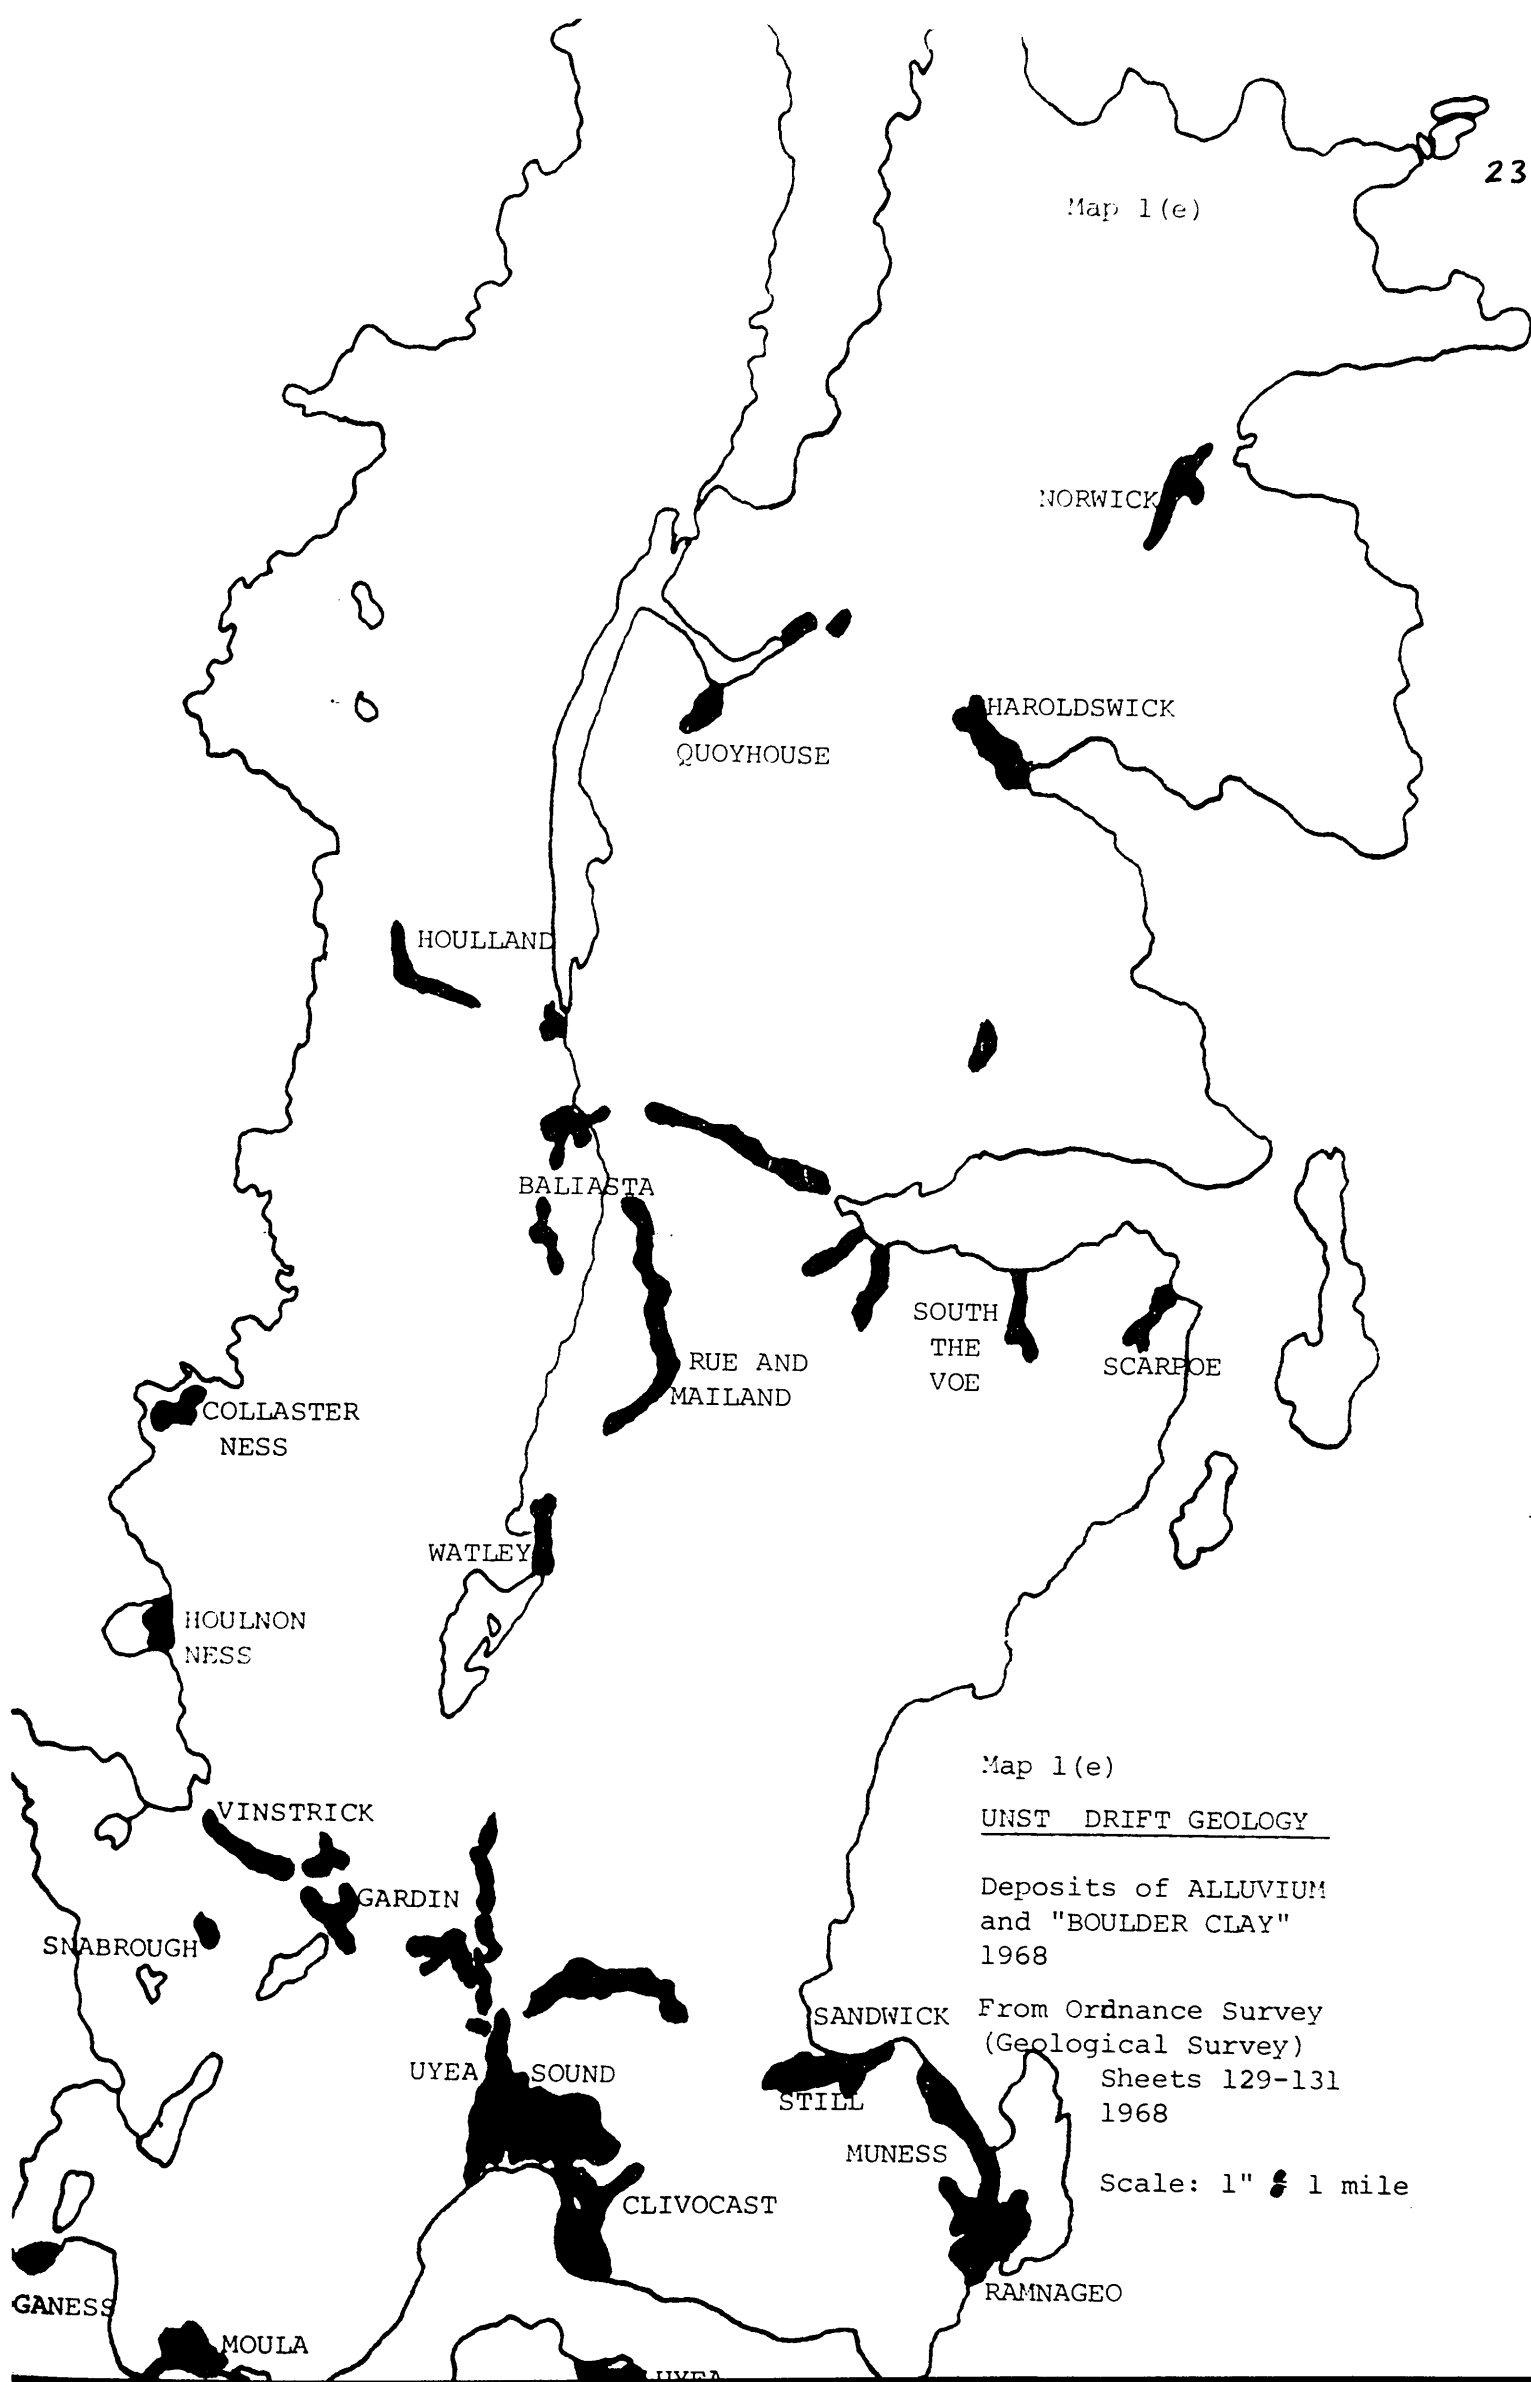 23
Map 1(e)
NORWICK
HAROLDSWICK
QUOYHOUSE
HOULLAND
BALIASTA
SOUTH
THE
VOE
SCARPOE
RUE AND
MAILAND
COLLASTER
NESS
WATLEY
HOULNON
NESS
Map 1(e)
UNST DRIFT GEOLOGY
Deposits of ALLUVIUM
and "BOULDER CLAY"
1968
From Ordnance Survey
(Geological Survey)
Sheets 129-131
1968
Scale: 1" = 1 mile
VINSTRICK
GARDIN
SNABROUGH
SANDWICK
UYEA SOUND
STILL
MUNESS
CLIVOCAST
RAMNAGEO
GANESS
MOULA
UYEA